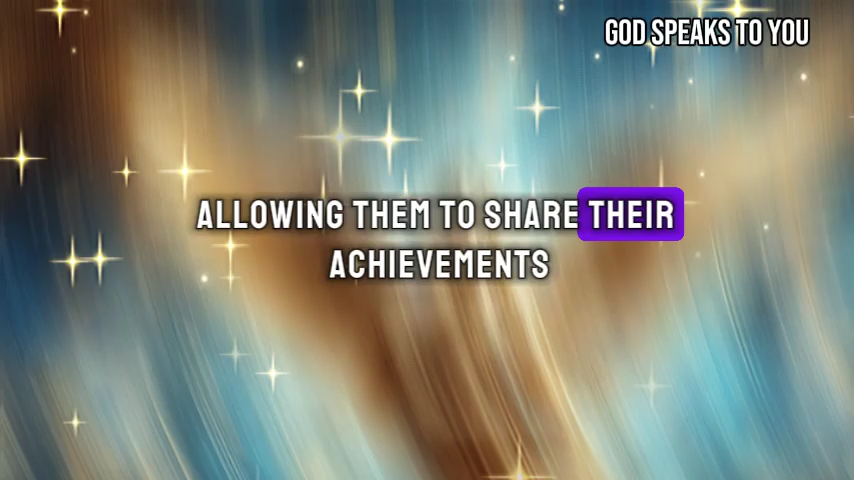 GOD SPEAKS TO YOU
ALLOWING THEM TO SHARE THEIR
ACHIEVEMENTS